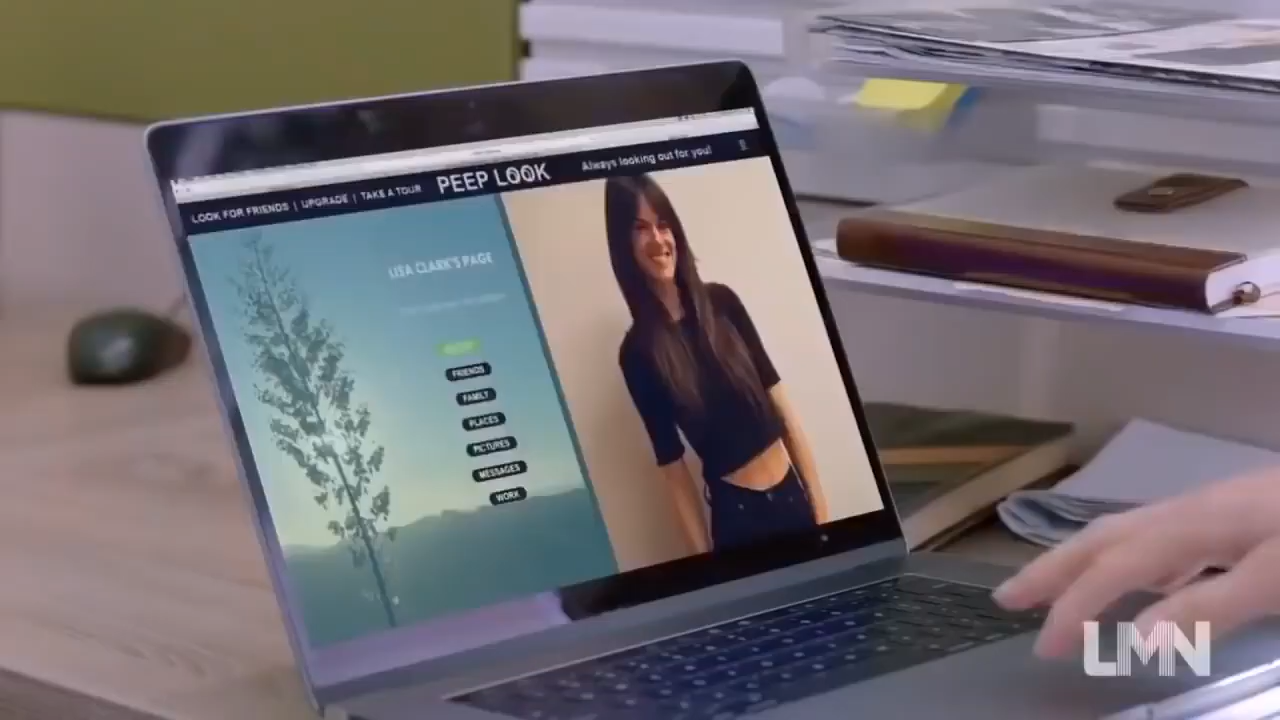 LOOK FOR FRIENDS | UPGRADE | TAKE A TOUR
PEEP LOOK
Always looking out for you!
LISA CLARK'S PAGE
FRIENDS
FAMILY
PLACES
PICTURES
MESSAGES
WORK
LMN